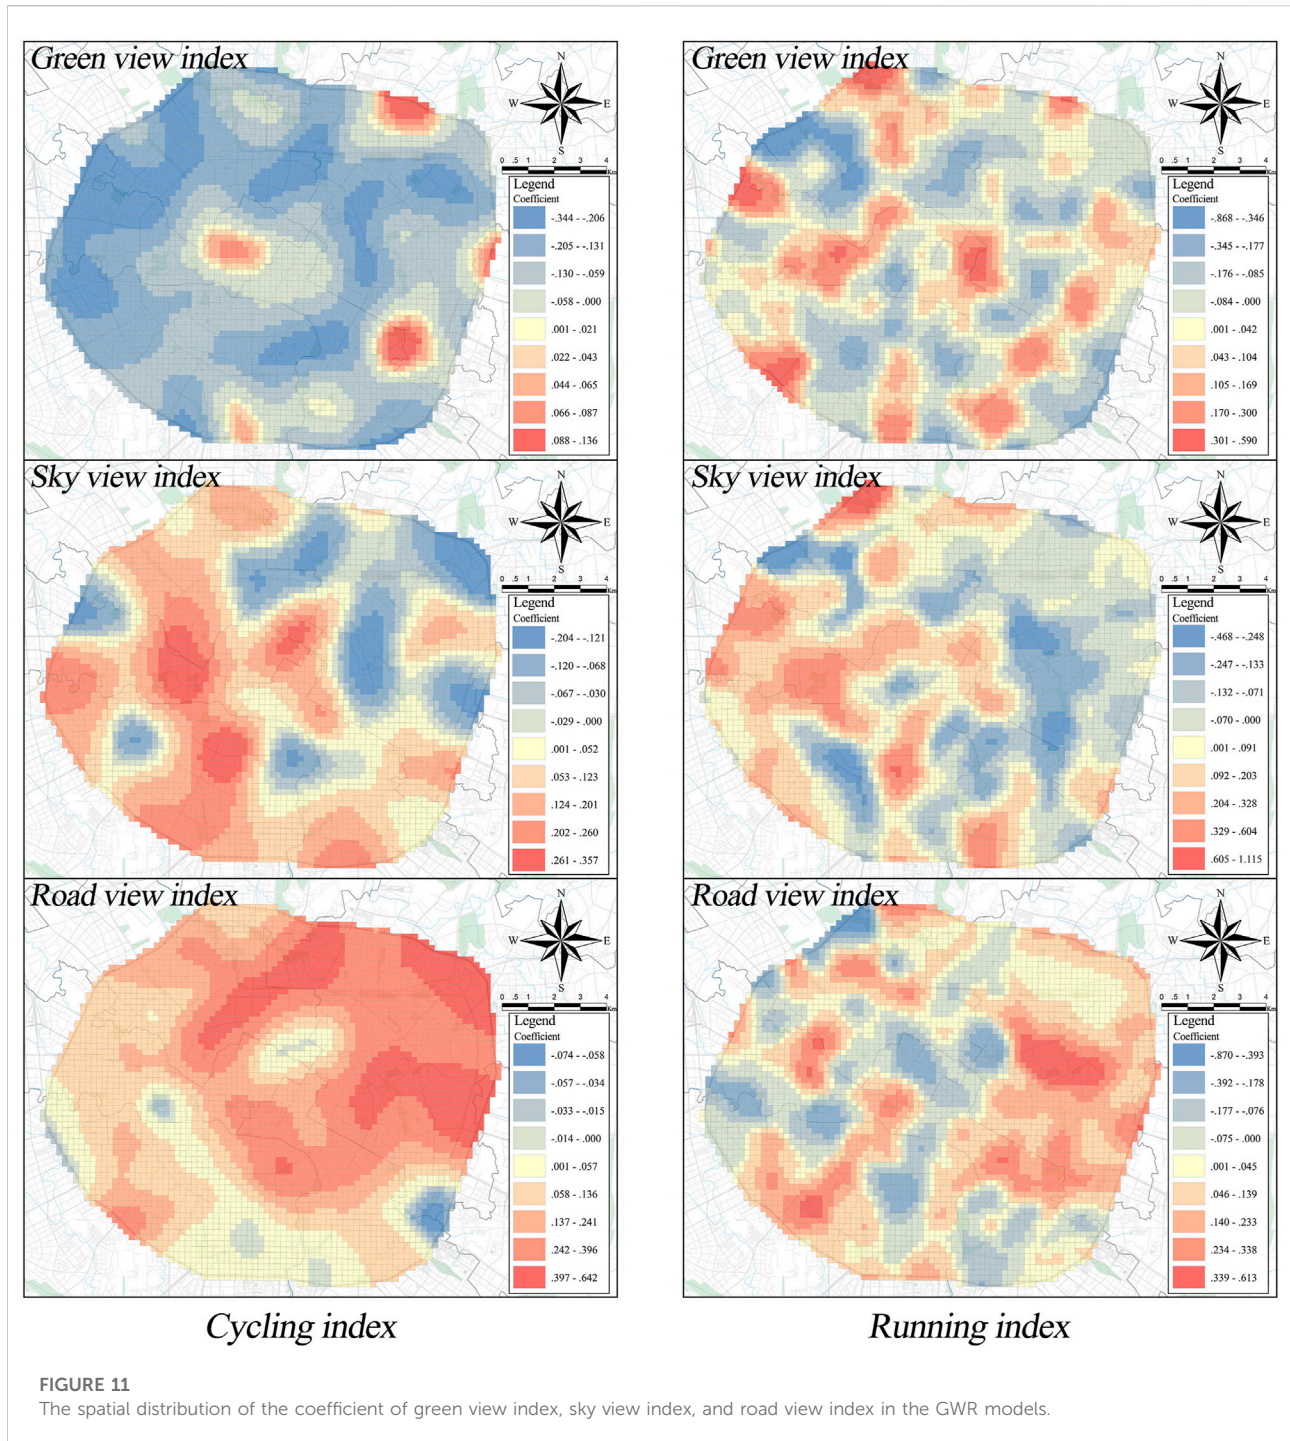 Green view index
N
W E
S
0 .5 1 2 3 4
Km
Legend
Coefficient
-.344 - -.206
-.205 - -.131
-.130 - -.059
-.058 - .000
.001 - .021
.022 - .043
.044 - .065
.066 - .087
.088 - .136
Green view index
N
W E
S
0 .5 1 2 3 4
Km
Legend
Coefficient
-.868 - -.346
-.345 - -.177
-.176 - -.085
-.084 - .000
.001 - .042
.043 - .104
.105 - .169
.170 - .300
.301 - .590
Sky view index
N
W E
S
0 .5 1 2 3 4
Km
Legend
Coefficient
-.204 - -.121
-.120 - -.068
-.067 - -.030
-.029 - .000
.001 - .052
.053 - .123
.124 - .201
.202 - .260
.261 - .357
Sky view index
N
W E
S
0 .5 1 2 3 4
Km
Legend
Coefficient
-.468 - -.248
-.247 - -.133
-.132 - -.071
-.070 - .000
.001 - .091
.092 - .203
.204 - .328
.329 - .604
.605 - 1.115
Road view index
N
W E
S
0 .5 1 2 3 4
Km
Legend
Coefficient
-.074 - -.058
-.057 - -.034
-.033 - -.015
-.014 - .000
.001 - .057
.058 - .136
.137 - .241
.242 - .396
.397 - .642
Road view index
N
W E
S
0 .5 1 2 3 4
Km
Legend
Coefficient
-.870 - -.393
-.392 - -.178
-.177 - -.076
-.075 - .000
.001 - .045
.046 - .139
.140 - .233
.234 - .338
.339 - .613
Cycling index
Running index
FIGURE 11
The spatial distribution of the coefficient of green view index, sky view index, and road view index in the GWR models.